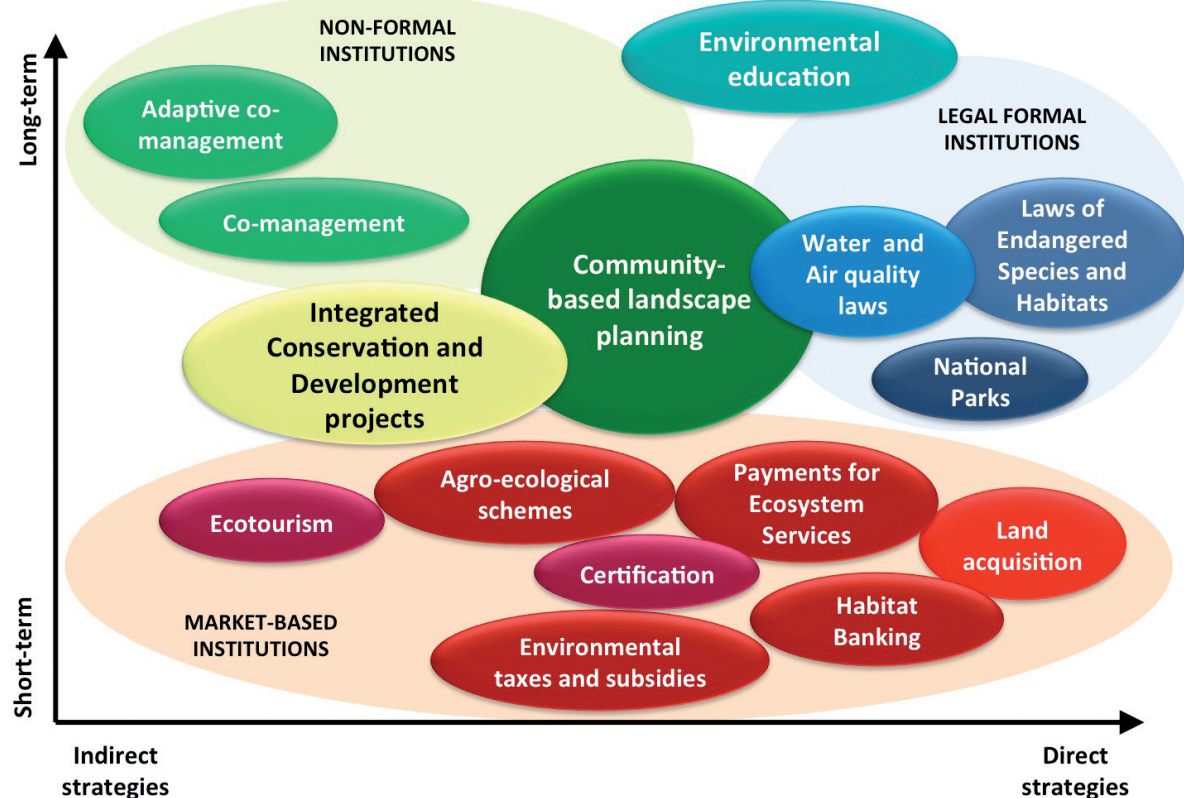 NON-FORMAL
INSTITUTIONS
Environmental
education
Long-term
Adaptive co-
management
LEGAL FORMAL
INSTITUTIONS
Co-management
Community-
based landscape
planning
Water and
Air quality
laws
Laws of
Endangered
Species and
Habitats
Integrated
Conservation and
Development
projects
National
Parks
Agro-ecological
schemes
Payments for
Ecosystem
Services
Ecotourism
Land
acquisition
Certification
Short-term
MARKET-BASED
INSTITUTIONS
Habitat
Banking
Environmental
taxes and subsidies
Indirect
strategies
Direct
strategies